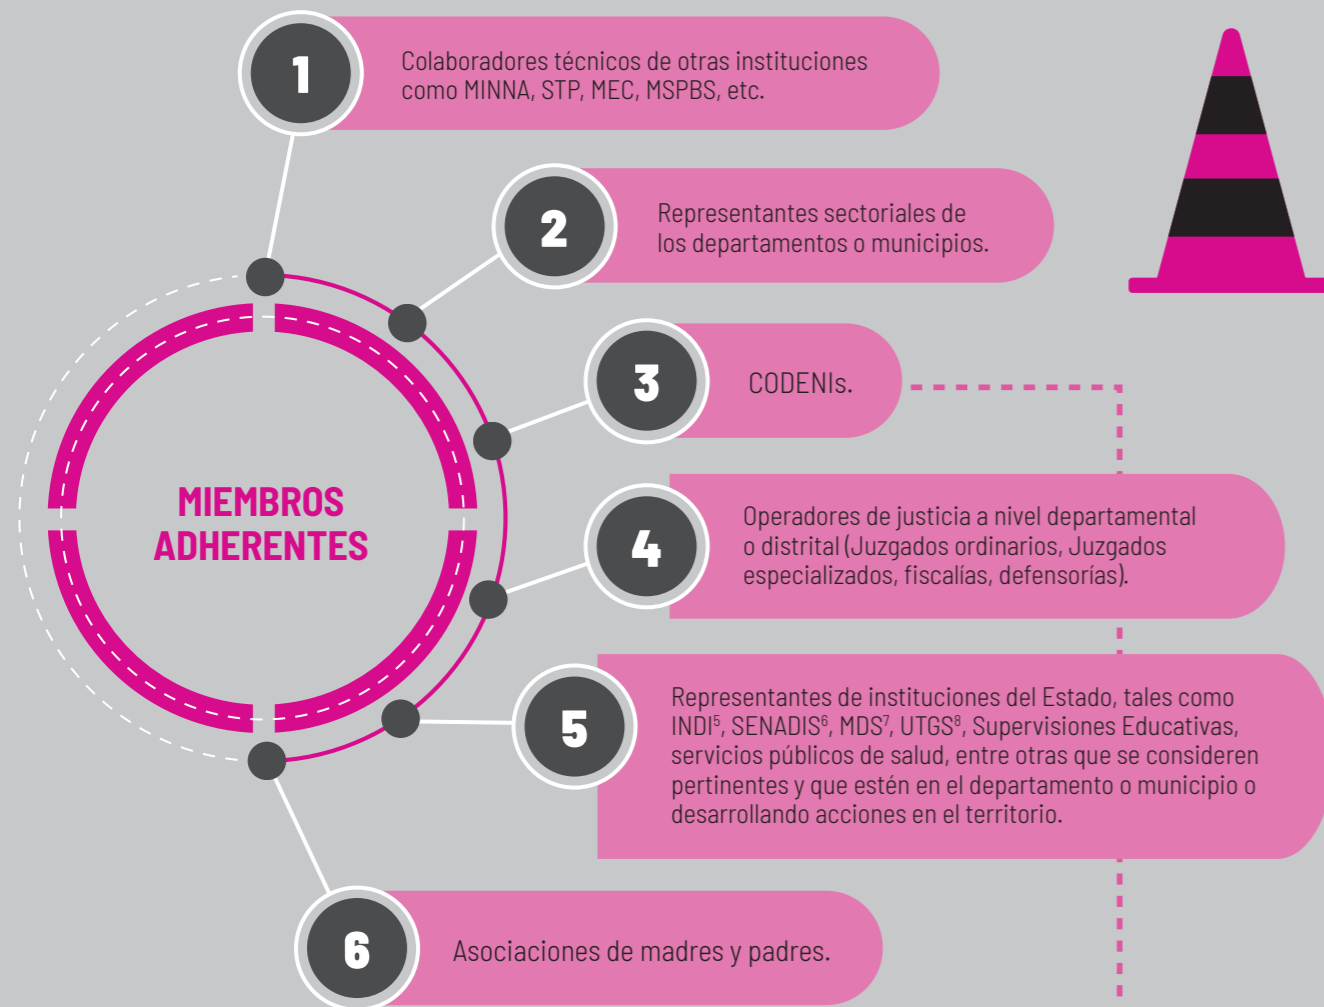 1
Colaboradores técnicos de otras instituciones
como MINNA, STP, MEC, MSPBS, etc.
2
Representantes sectoriales de
los departamentos o municipios.
3
CODENIs.
MIEMBROS
ADHERENTES
4
Operadores de justicia a nivel departamental
o distrital (Juzgados ordinarios, Juzgados
especializados, fiscalías, defensorías).
5
Representantes de instituciones del Estado, tales como
INDI⁵, SENADIS⁶, MDS⁷, UTGS⁸, Supervisiones Educativas,
servicios públicos de salud, entre otras que se consideren
pertinentes y que estén en el departamento o municipio o
desarrollando acciones en el territorio.
6
Asociaciones de madres y padres.